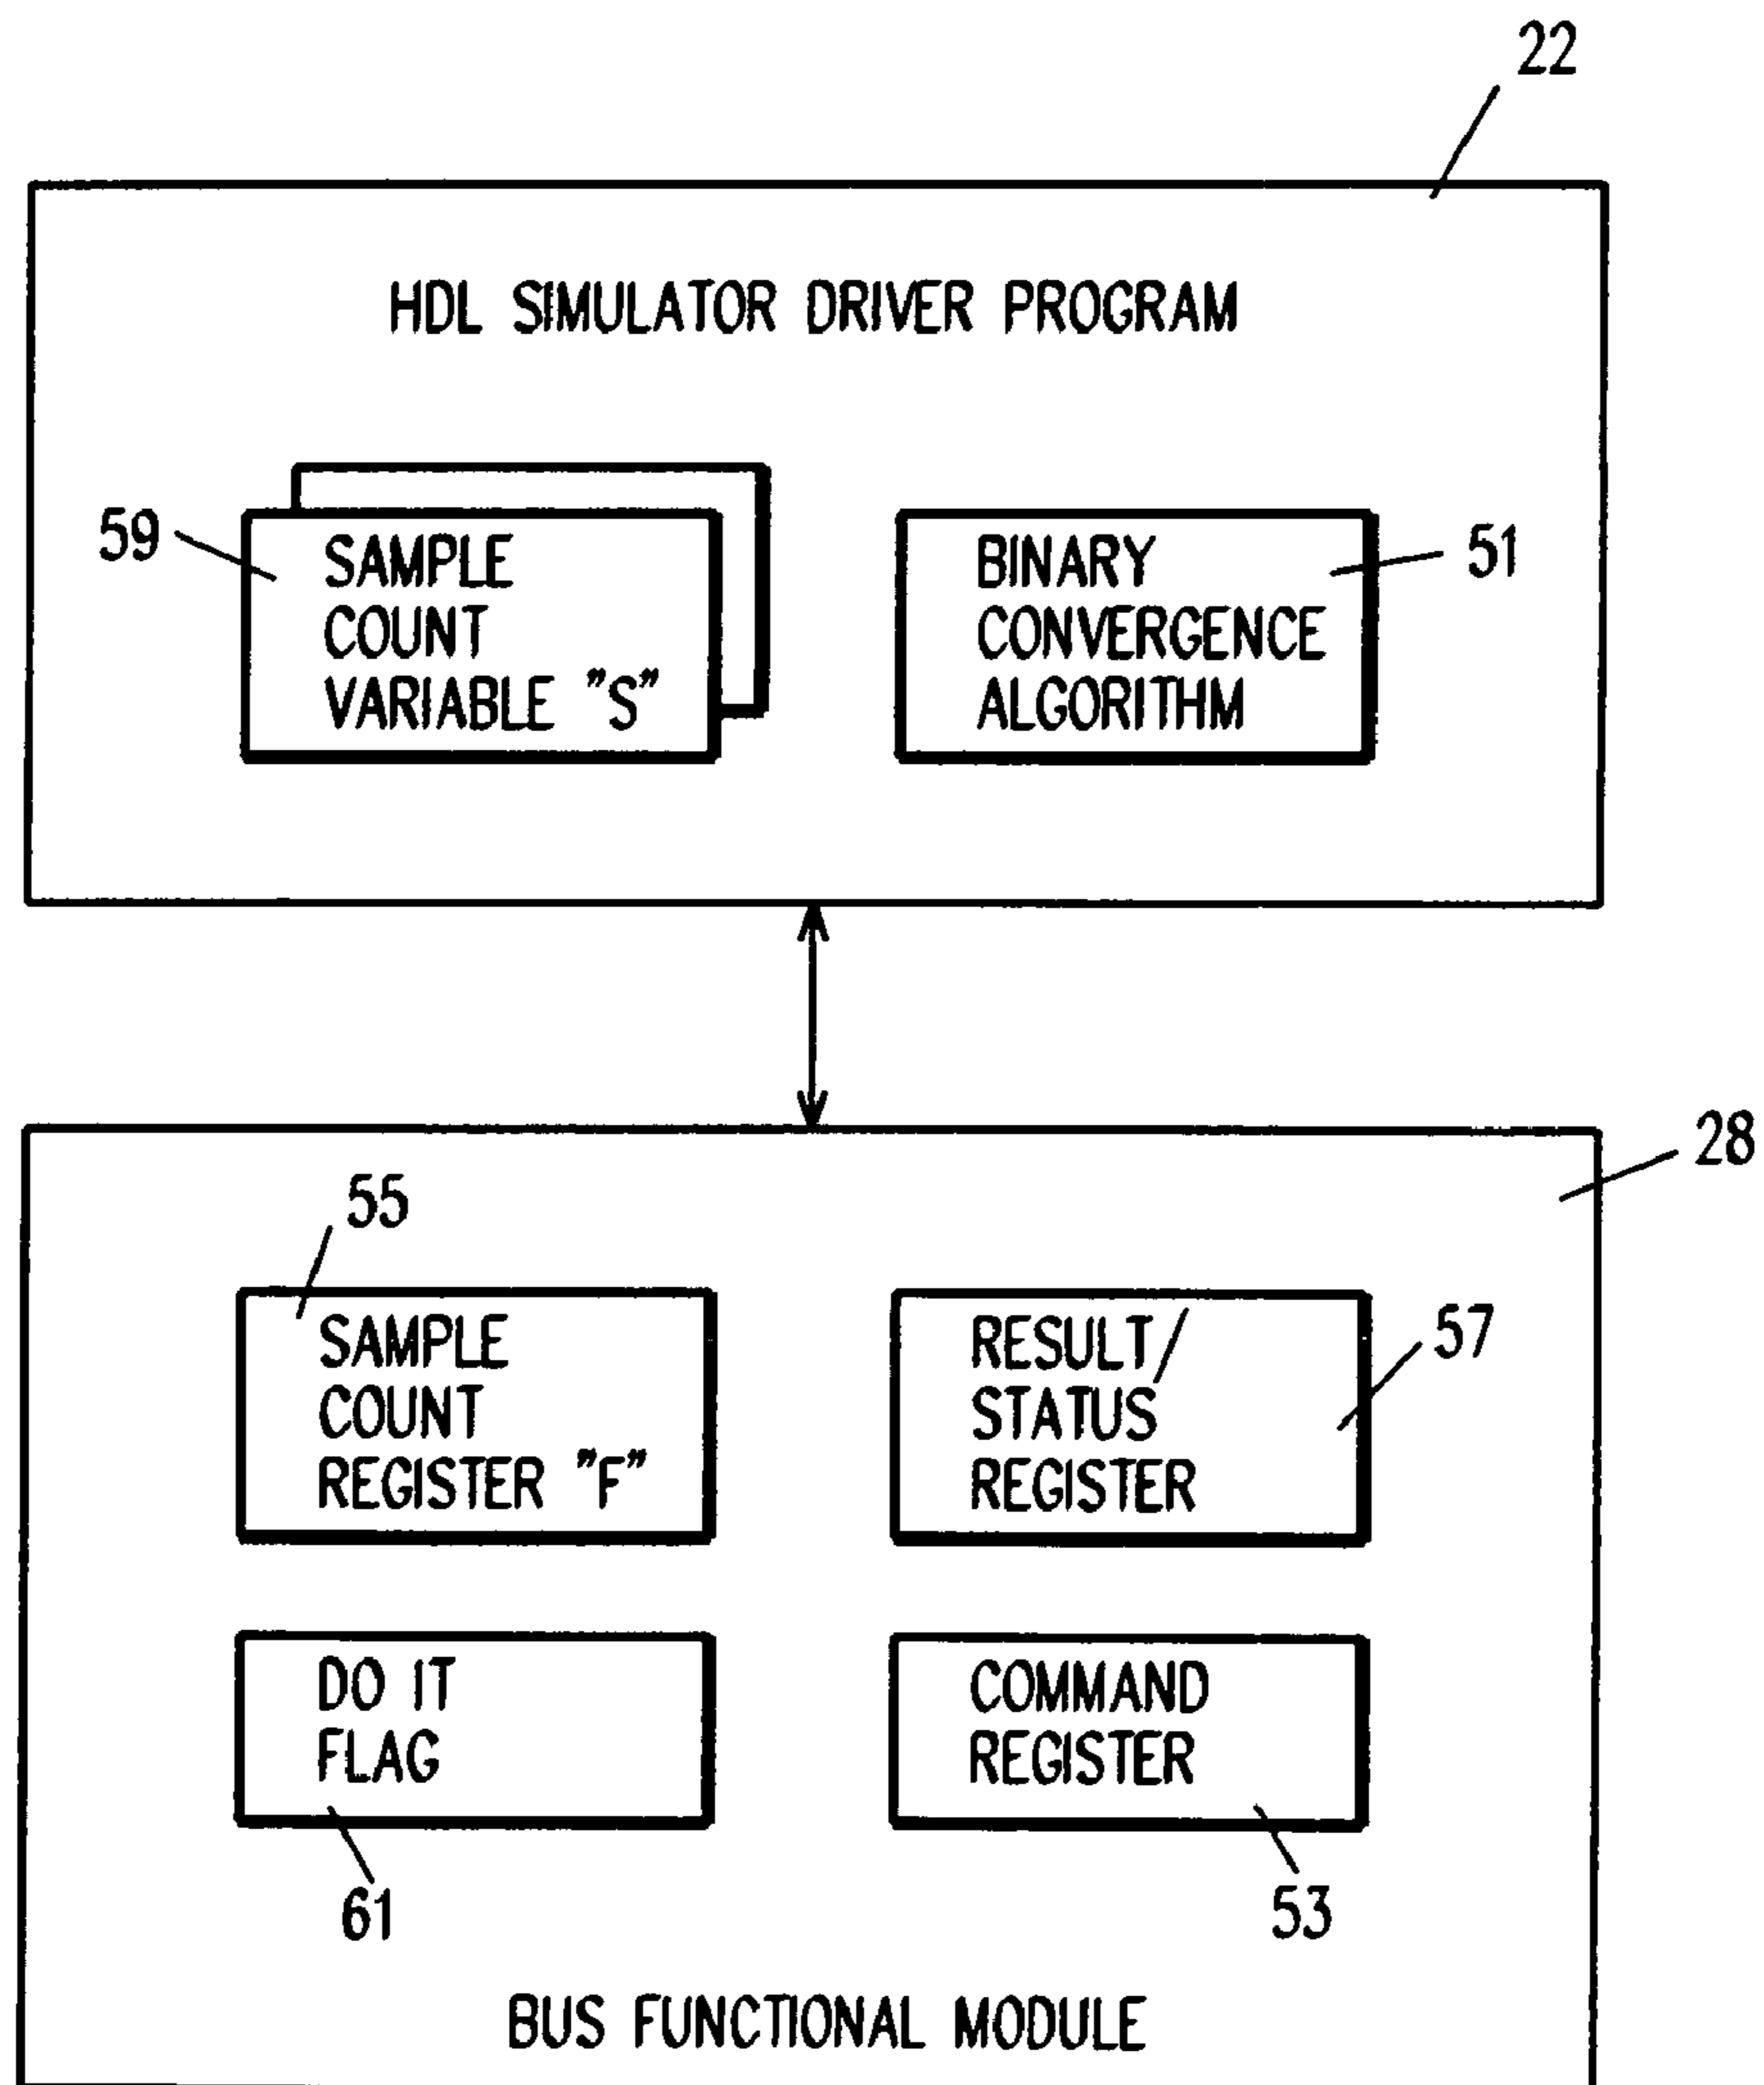 22
HDL SIMULATOR DRIVER PROGRAM
59
SAMPLE
COUNT
VARIABLE "S"
BINARY
CONVERGENCE
ALGORITHM
51
28
55
SAMPLE
COUNT
REGISTER "F"
RESULT/
STATUS
REGISTER
57
DO IT
FLAG
61
COMMAND
REGISTER
53
BUS FUNCTIONAL MODULE